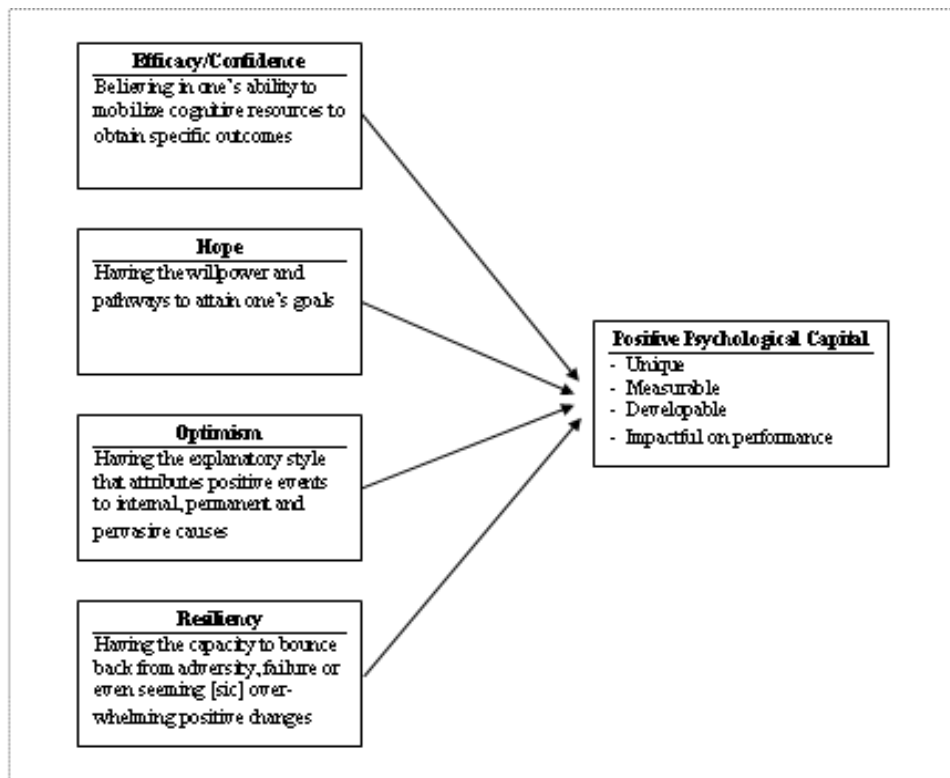 Efficacy/Confidence
Believing in one's ability to
mobilize cognitive resources to
obtain specific outcomes
Hope
Having the willpower and
pathways to attain one's goals
Optimism
Having the explanatory style
that attributes positive events
to internal, permanent and
pervasive causes
Resiliency
Having the capacity to bounce
back from adversity, failure or
even seeming [sic] over-
whelming positive changes
Positive Psychological Capital
- Unique
- Measurable
- Developable
- Impactful on performance